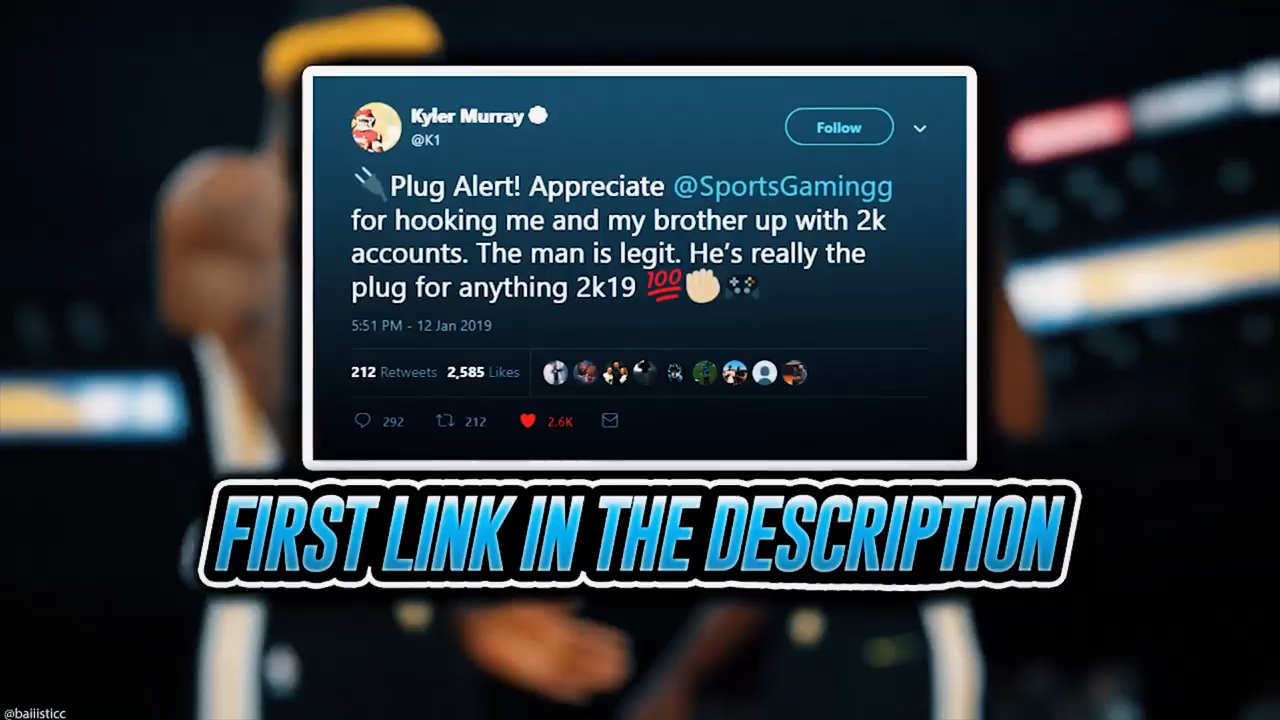 Kyler Murray
@K1
Follow
Plug Alert! Appreciate @SportsGamingg
for hooking me and my brother up with 2k
accounts. The man is legit. He's really the
plug for anything 2k19 💯✊🏼🎮
5:51 PM - 12 Jan 2019
212 Retweets 2,585 Likes
292 212 2.6K
FIRST LINK IN THE DESCRIPTION
@baiiisticc